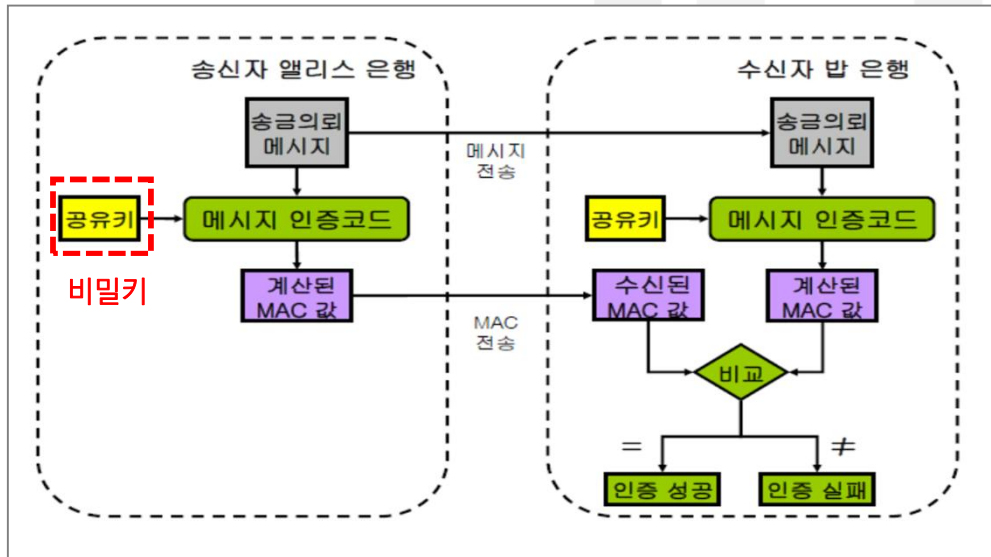 송신자 앨리스 은행
수신자 밥 은행
송금의뢰
메시지
메시지
전송
송금의뢰
메시지
공유키
메시지 인증코드
공유키
메시지 인증코드
비밀키
계산된
MAC 값
MAC
전송
수신된
MAC 값
계산된
MAC 값
비교
=
≠
인증 성공
인증 실패